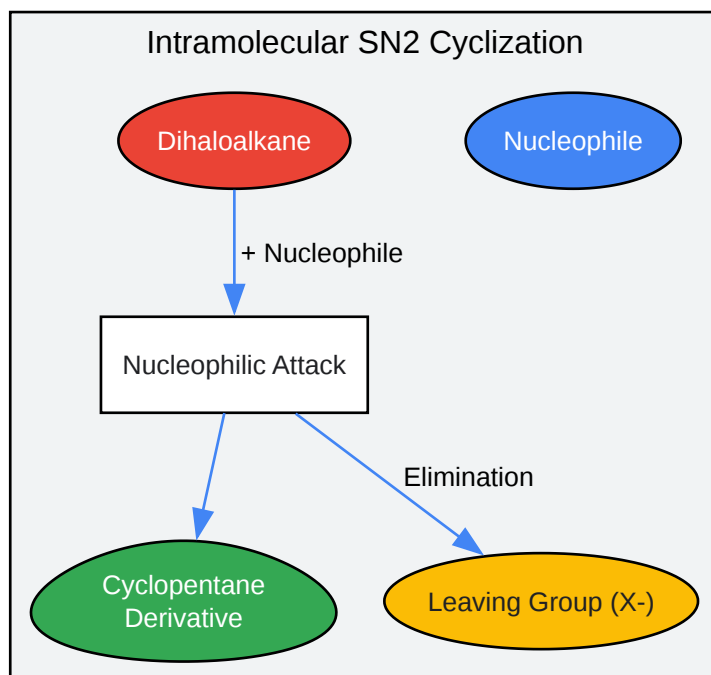 Intramolecular SN2 Cyclization
Dihaloalkane
Nucleophile
+ Nucleophile
Nucleophilic Attack
Elimination
Cyclopentane
Derivative
Leaving Group (X-)